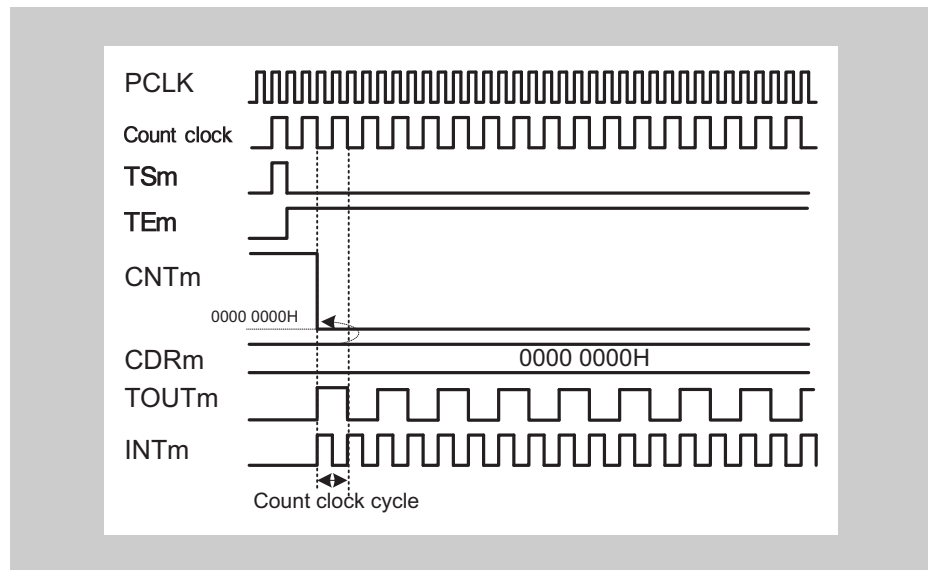 PCLK
Count clock
TSm
TEm
CNTm
0000 0000H
CDRm 0000 0000H
TOUTm
INTm
Count clock cycle